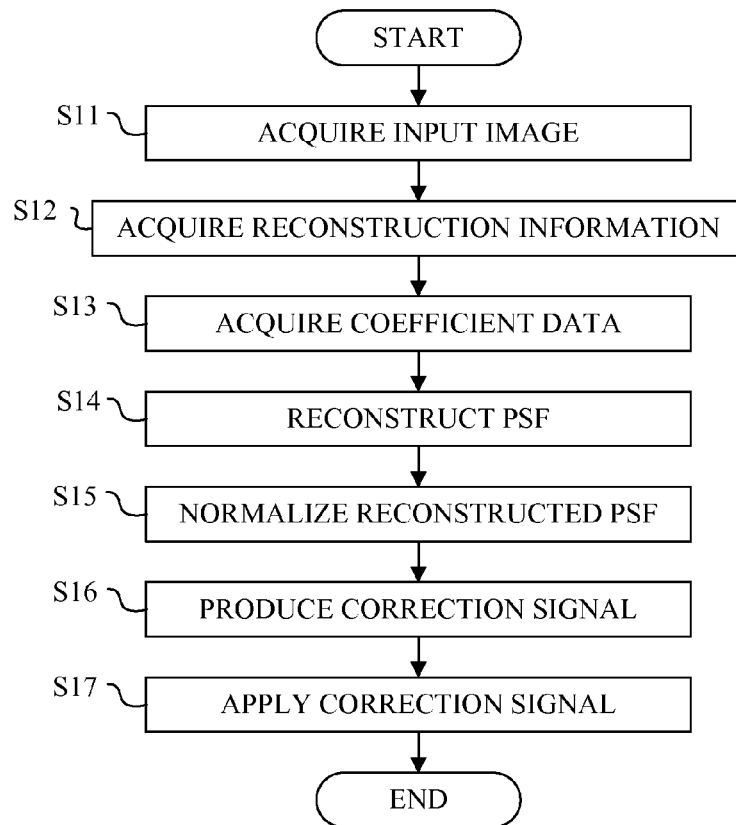 START
S11
ACQUIRE INPUT IMAGE
S12
ACQUIRE RECONSTRUCTION INFORMATION
S13
ACQUIRE COEFFICIENT DATA
S14
RECONSTRUCT PSF
S15
NORMALIZE RECONSTRUCTED PSF
S16
PRODUCE CORRECTION SIGNAL
S17
APPLY CORRECTION SIGNAL
END